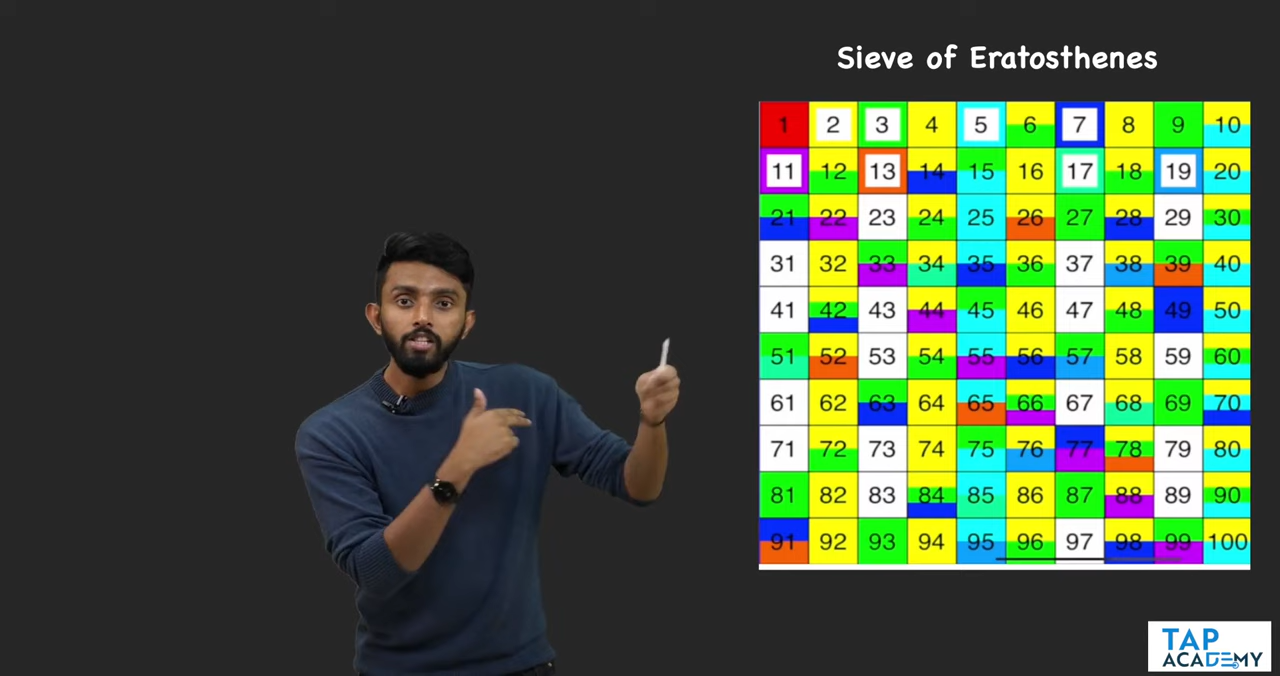 Sieve of Eratosthenes
1 2 3 4 5 6 7 8 9 10
11 12 13 14 15 16 17 18 19 20
21 22 23 24 25 26 27 28 29 30
31 32 33 34 35 36 37 38 39 40
41 42 43 44 45 46 47 48 49 50
51 52 53 54 55 56 57 58 59 60
61 62 63 64 65 66 67 68 69 70
71 72 73 74 75 76 77 78 79 80
81 82 83 84 85 86 87 88 89 90
91 92 93 94 95 96 97 98 99 100
TAP
ACADEMY